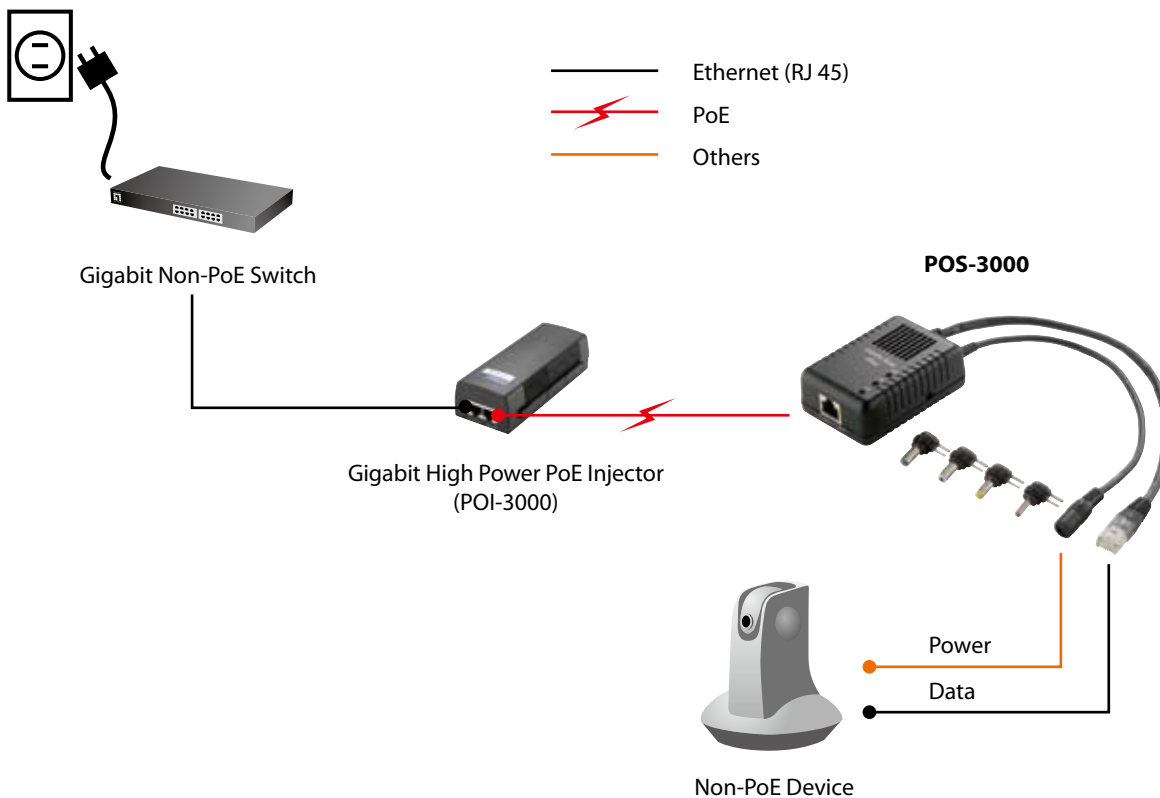 Ethernet (RJ 45)
PoE
Others
Gigabit Non-PoE Switch
POS-3000
Gigabit High Power PoE Injector
(POI-3000)
Power
Data
Non-PoE Device